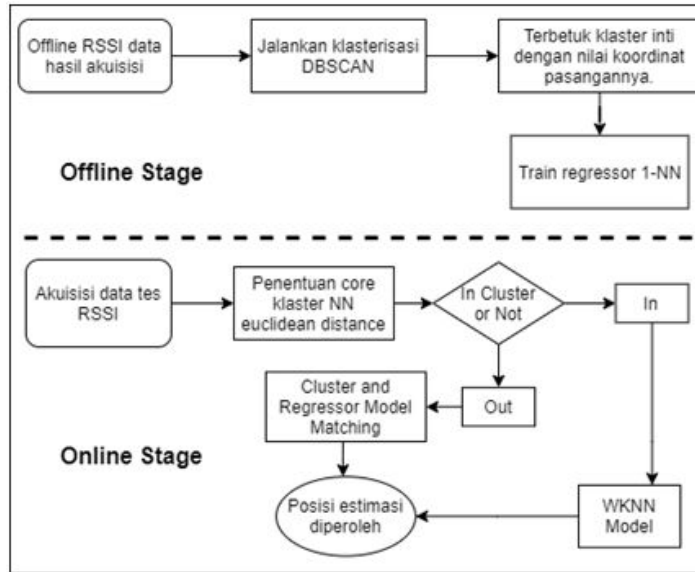 Offline RSSI data
hasil akuisisi
Jalankan klasterisasi
DBSCAN
Terbetuk klaster inti
dengan nilai koordinat
pasangannya.
Offline Stage
Train regressor 1-NN
Akuisisi data tes
RSSI
Penentuan core
klaster NN
euclidean distance
In Cluster
or Not
In
Cluster and
Regressor Model
Matching
Out
Online Stage
Posisi estimasi
diperoleh
WKNN
Model